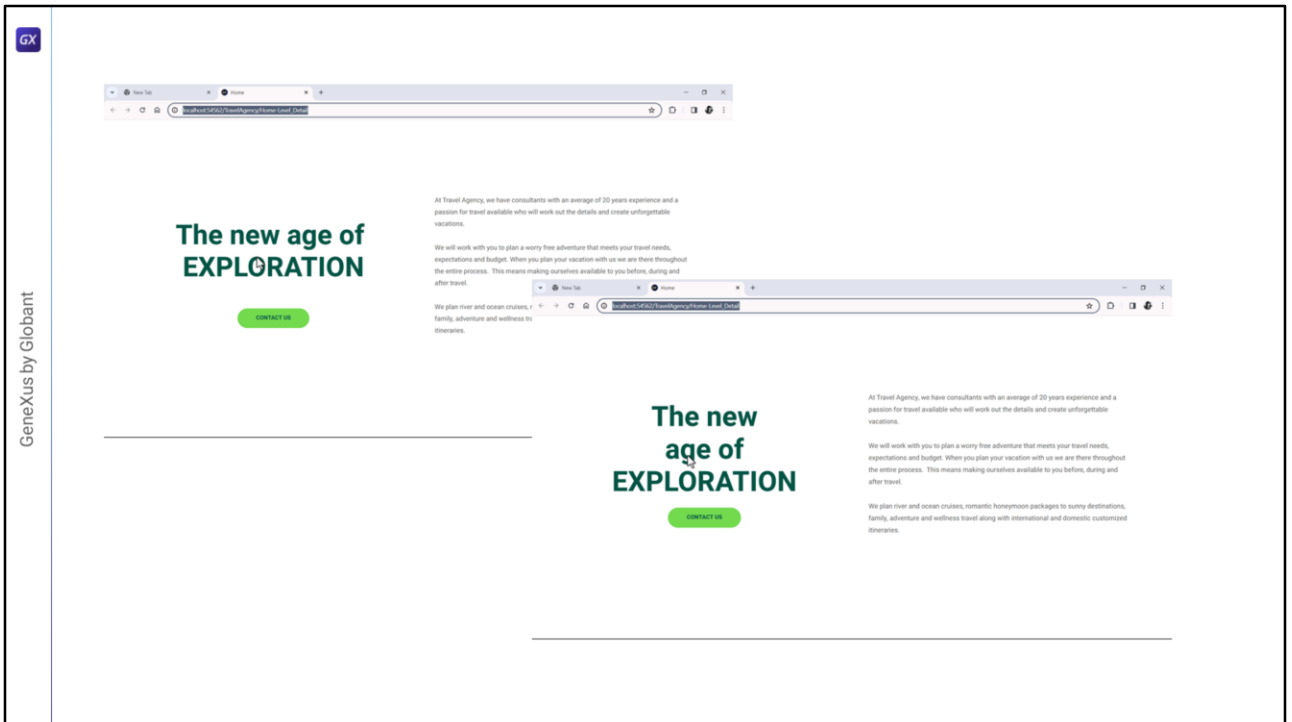 GX
GeneXus by Globant
New Tab
Home
localhost:54562/TravelAgency/Home-Level_Detail
The new age of
EXPLORATION
CONTACT US
At Travel Agency, we have consultants with an average of 20 years experience and a
passion for travel available who will work out the details and create unforgettable
vacations.
We will work with you to plan a worry free adventure that meets your travel needs,
expectations and budget. When you plan your vacation with us we are there throughout
the entire process. This means making ourselves available to you before, during and
after travel.
We plan river and ocean cruises,
family, adventure and wellness
itineraries.
New Tab
Home
localhost:54562/TravelAgency/Home-Level_Detail
The new
age of
EXPLORATION
CONTACT US
At Travel Agency, we have consultants with an average of 20 years experience and a
passion for travel available who will work out the details and create unforgettable
vacations.
We will work with you to plan a worry free adventure that meets your travel needs,
expectations and budget. When you plan your vacation with us we are there throughout
the entire process. This means making ourselves available to you before, during and
after travel.
We plan river and ocean cruises, romantic honeymoon packages to sunny destinations,
family, adventure and wellness travel along with international and domestic customized
itineraries.